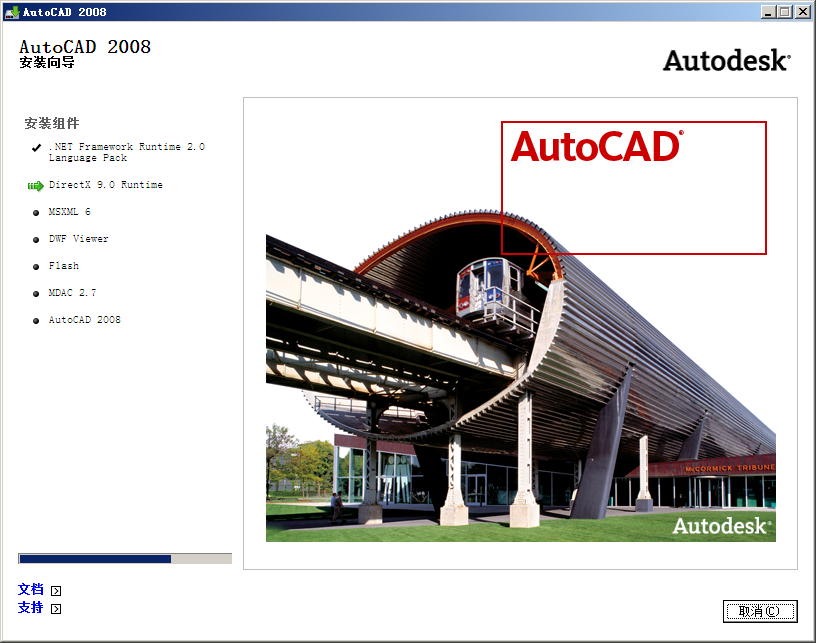 AutoCAD 2008
AutoCAD 2008
安装向导
Autodesk®
安装组件
.NET Framework Runtime 2.0
Language Pack
DirectX 9.0 Runtime
MSXML 6
DWF Viewer
Flash
MDAC 2.7
AutoCAD 2008
AutoCAD®
McCORMICK TRIBUNE
Autodesk®
文档
支持
取消(C)